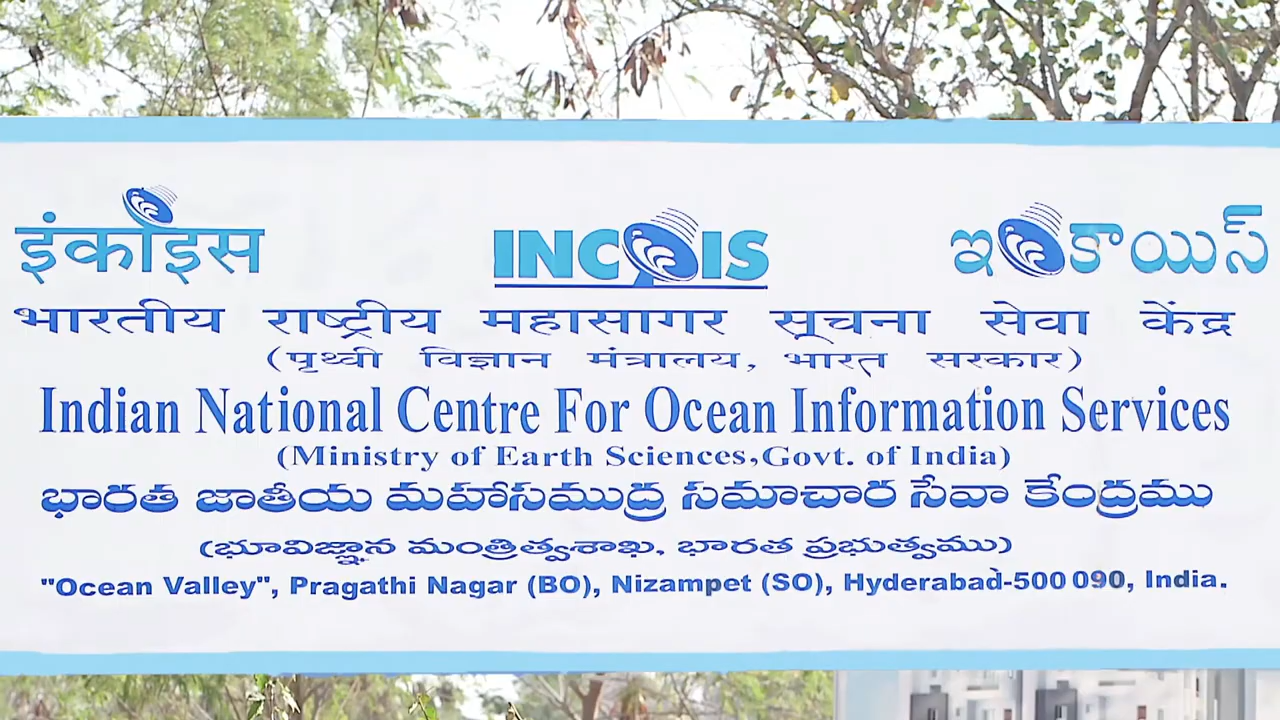 इंकॉइस INCOIS ఇంకాయిస్
भारतीय राष्ट्रीय महासागर सूचना सेवा केंद्र
(पृथ्वी विज्ञान मंत्रालय, भारत सरकार)
Indian National Centre For Ocean Information Services
(Ministry of Earth Sciences,Govt. of India)
భారత జాతీయ మహాసముద్ర సమాచార సేవా కేంద్రము
(భూవిజ్ఞాన మంత్రిత్వశాఖ, భారత ప్రభుత్వము)
"Ocean Valley", Pragathi Nagar (BO), Nizampet (SO), Hyderabad-500 090, India.